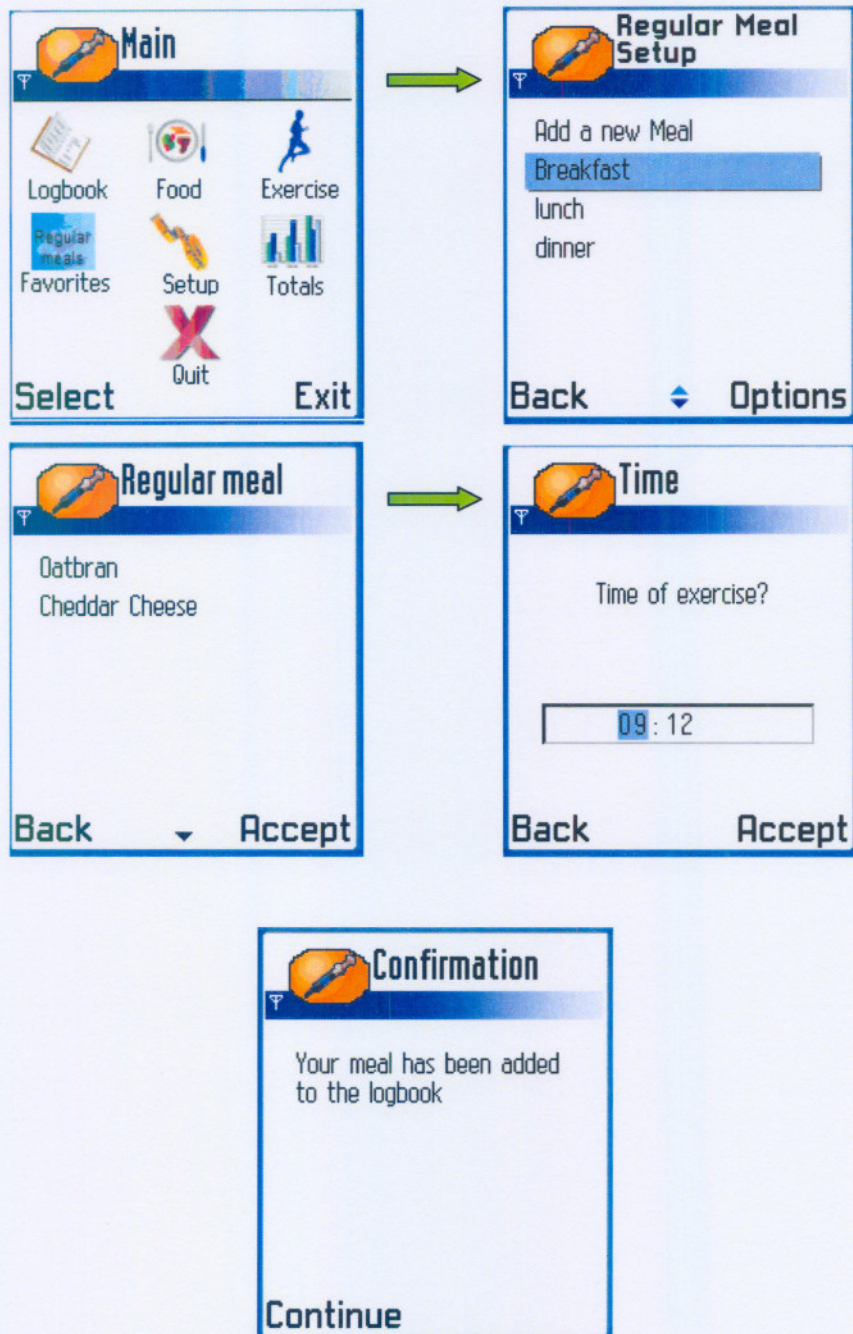 Main
Logbook Food Exercise
Regular
meals
Favorites Setup Totals
Quit
Select Exit
Regular Meal
Setup
Add a new Meal
Breakfast
lunch
dinner
Back Options
Regular meal
Oatbran
Cheddar Cheese
Back Accept
Time
Time of exercise?
09:12
Back Accept
Confirmation
Your meal has been added
to the logbook
Continue